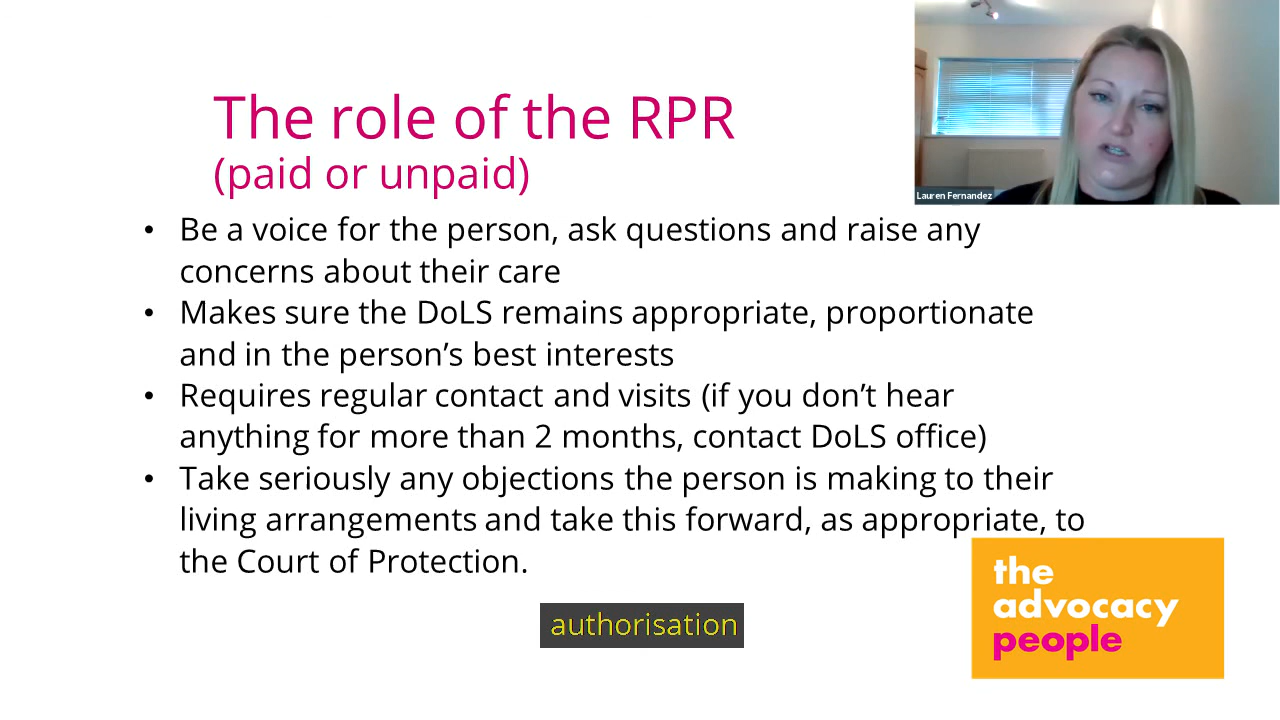 The role of the RPR
(paid or unpaid)
Lauren Fernandez
• Be a voice for the person, ask questions and raise any
concerns about their care
• Makes sure the DoLS remains appropriate, proportionate
and in the person’s best interests
• Requires regular contact and visits (if you don’t hear
anything for more than 2 months, contact DoLS office)
• Take seriously any objections the person is making to their
living arrangements and take this forward, as appropriate, to
the Court of Protection.
authorisation
the
advocacy
people